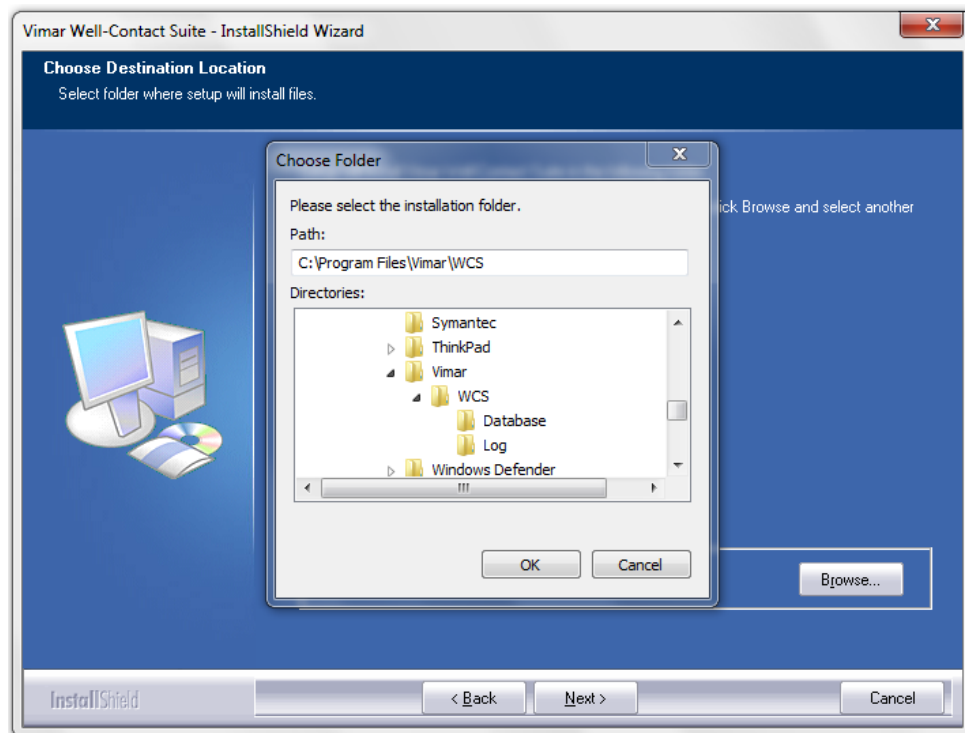 Vimar Well-Contact Suite - InstallShield Wizard
Choose Destination Location
Select folder where setup will install files.
Choose Folder
Please select the installation folder.
ick Browse and select another
Path:
C:\Program Files\Vimar\WCS
Directories:
Symantec
ThinkPad
Vimar
WCS
Database
Log
Windows Defender
OK
Cancel
Browse...
InstallShield
< Back
Next >
Cancel